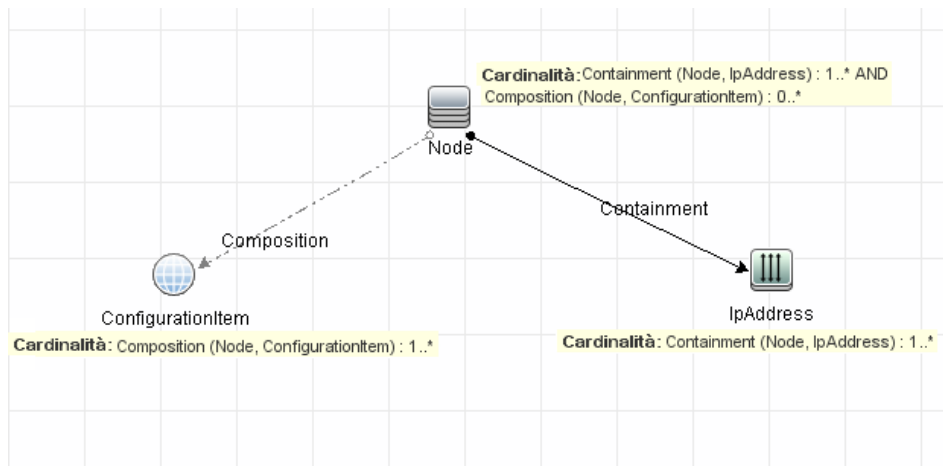 Cardinalità: Containment (Node, IpAddress) : 1..* AND
Composition (Node, ConfigurationItem) : 0..*
Node
Containment
Composition
ConfigurationItem
IpAddress
Cardinalità: Composition (Node, ConfigurationItem) : 1..*
Cardinalità: Containment (Node, IpAddress) : 1..*